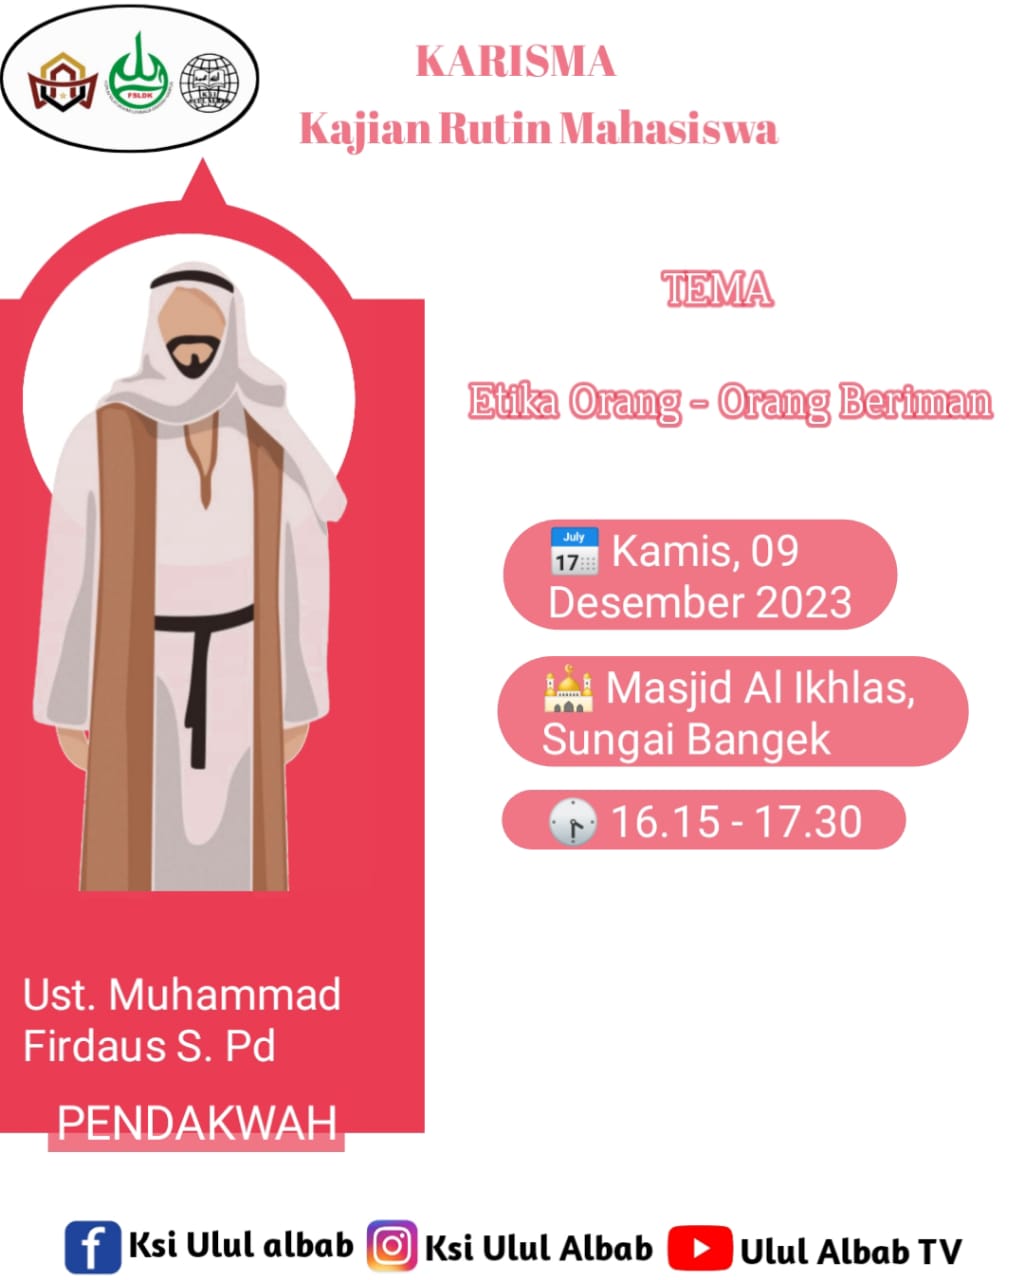 FSLDK
KSI
KARISMA
Kajian Rutin Mahasiswa
TEMA
Etika Orang - Orang Beriman
July
17
Kamis, 09
Desember 2023
Masjid Al Ikhlas,
Sungai Bangek
16.15 - 17.30
Ust. Muhammad
Firdaus S. Pd
PENDAKWAH
Ksi Ulul albab
Ksi Ulul Albab
Ulul Albab TV